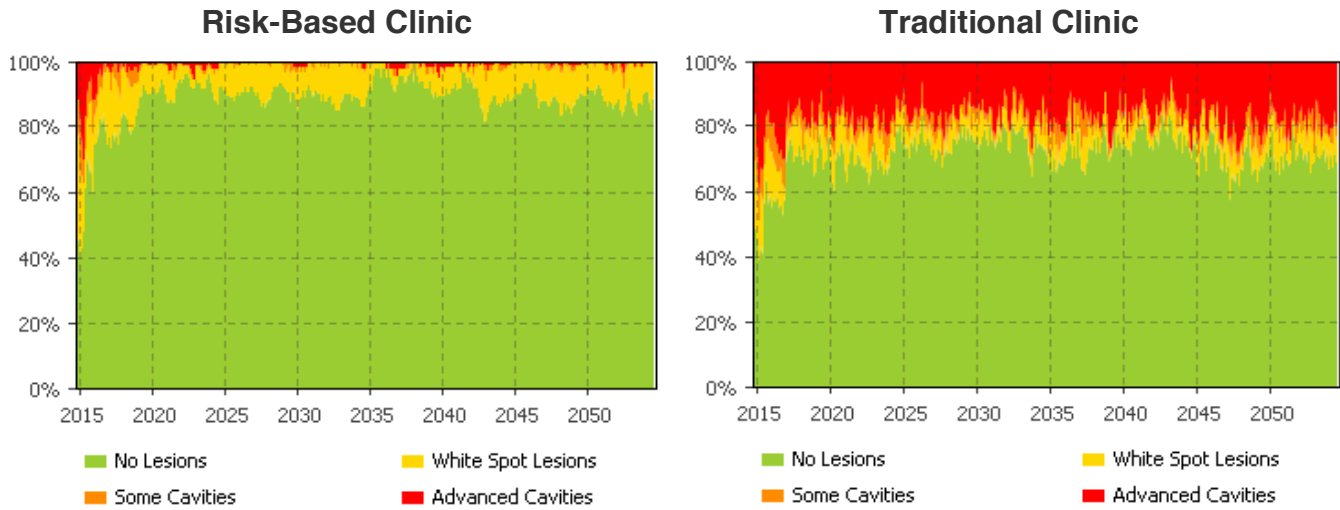 Risk-Based Clinic
100%
80%
60%
40%
20%
0%
2015 2020 2025 2030 2035 2040 2045 2050
No Lesions White Spot Lesions
Some Cavities Advanced Cavities
Traditional Clinic
100%
80%
60%
40%
20%
0%
2015 2020 2025 2030 2035 2040 2045 2050
No Lesions White Spot Lesions
Some Cavities Advanced Cavities